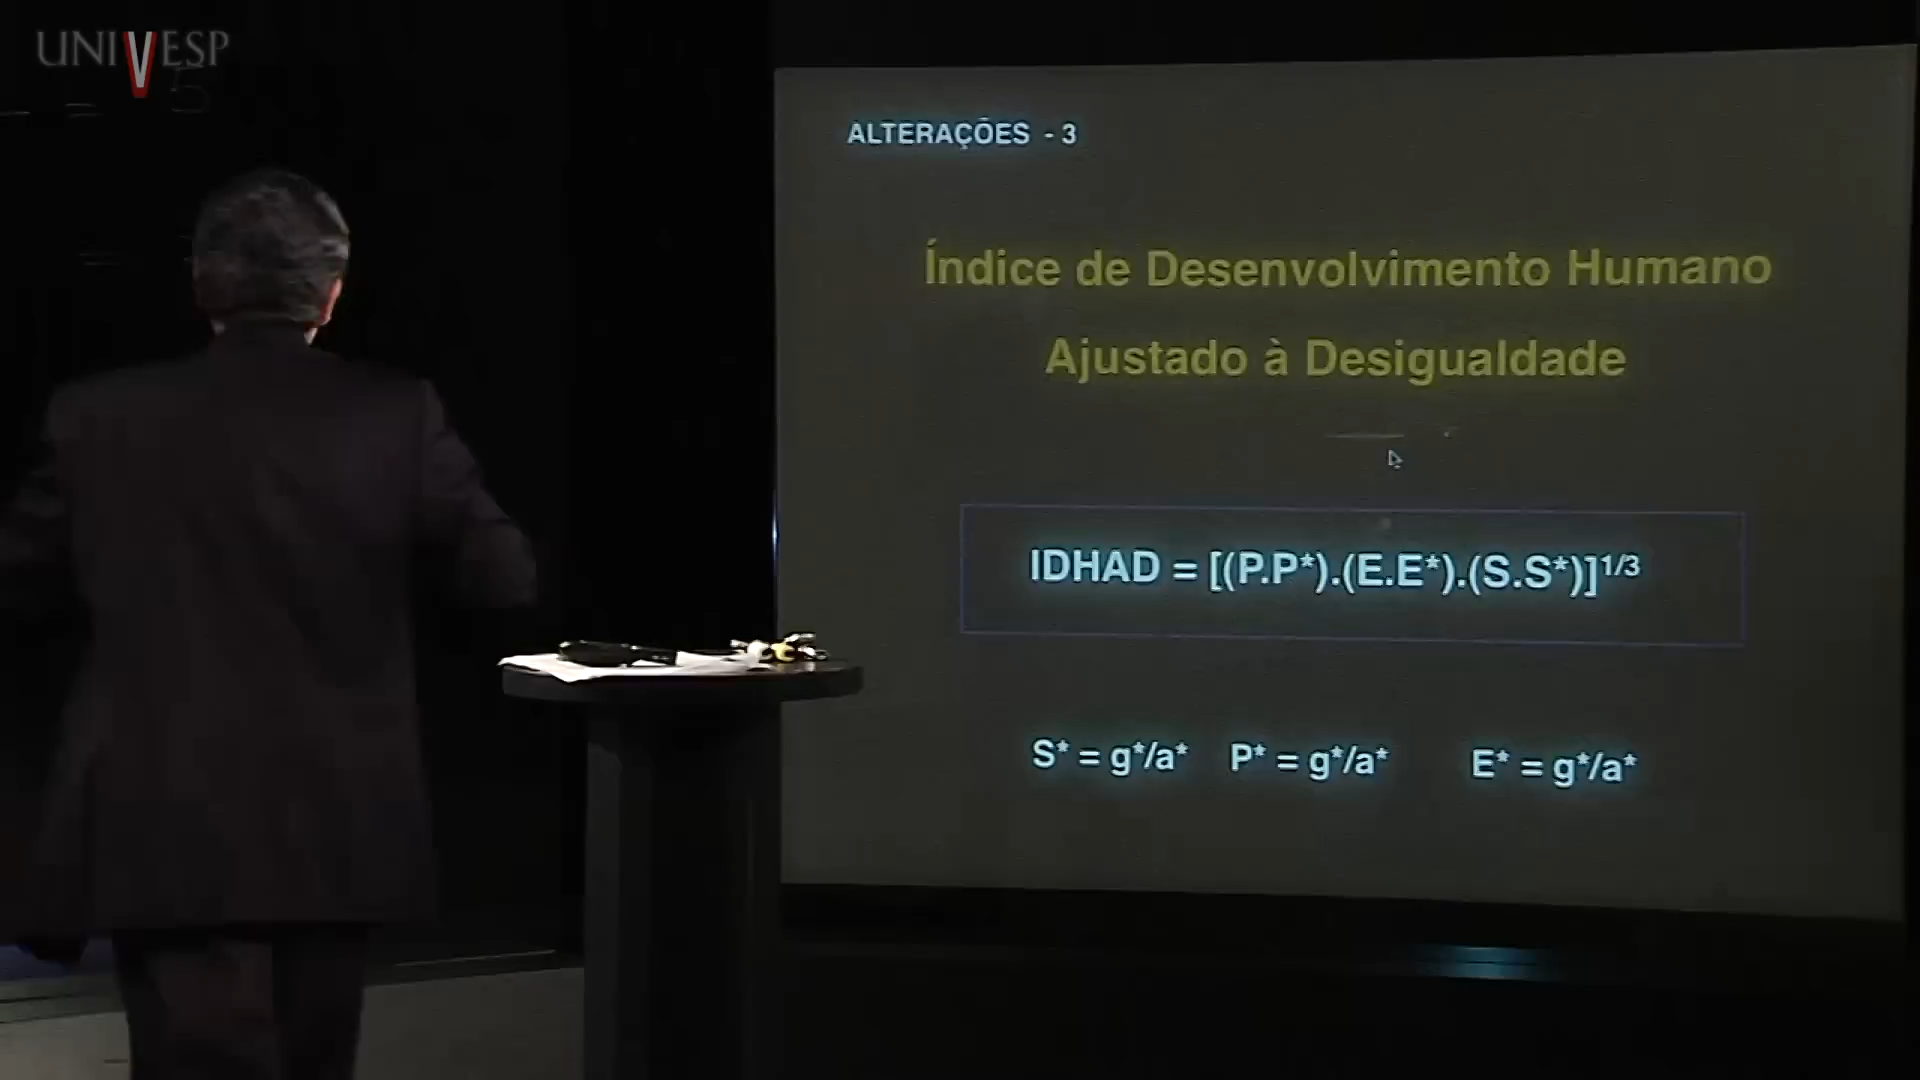 UNIVESP
ALTERAÇÕES - 3
Índice de Desenvolvimento Humano
Ajustado à Desigualdade
IDHAD = [(P.P*).(E.E*).(S.S*)]1/3
S* = g*/a* P* = g*/a* E* = g*/a*